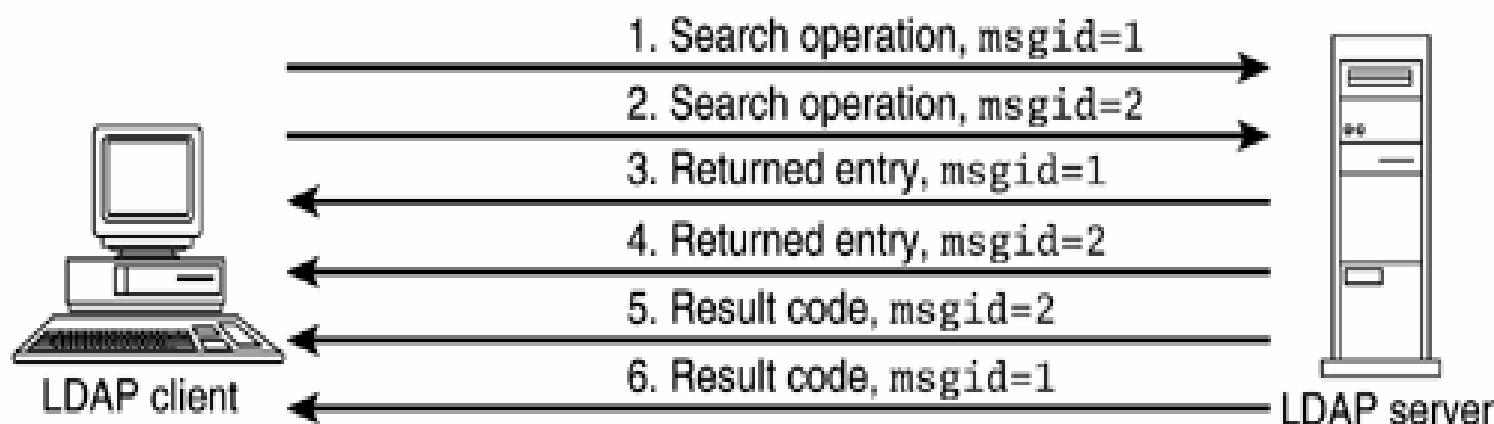 1. Search operation, msgid=1
2. Search operation, msgid=2
3. Returned entry, msgid=1
4. Returned entry, msgid=2
5. Result code, msgid=2
6. Result code, msgid=1
LDAP client
LDAP server